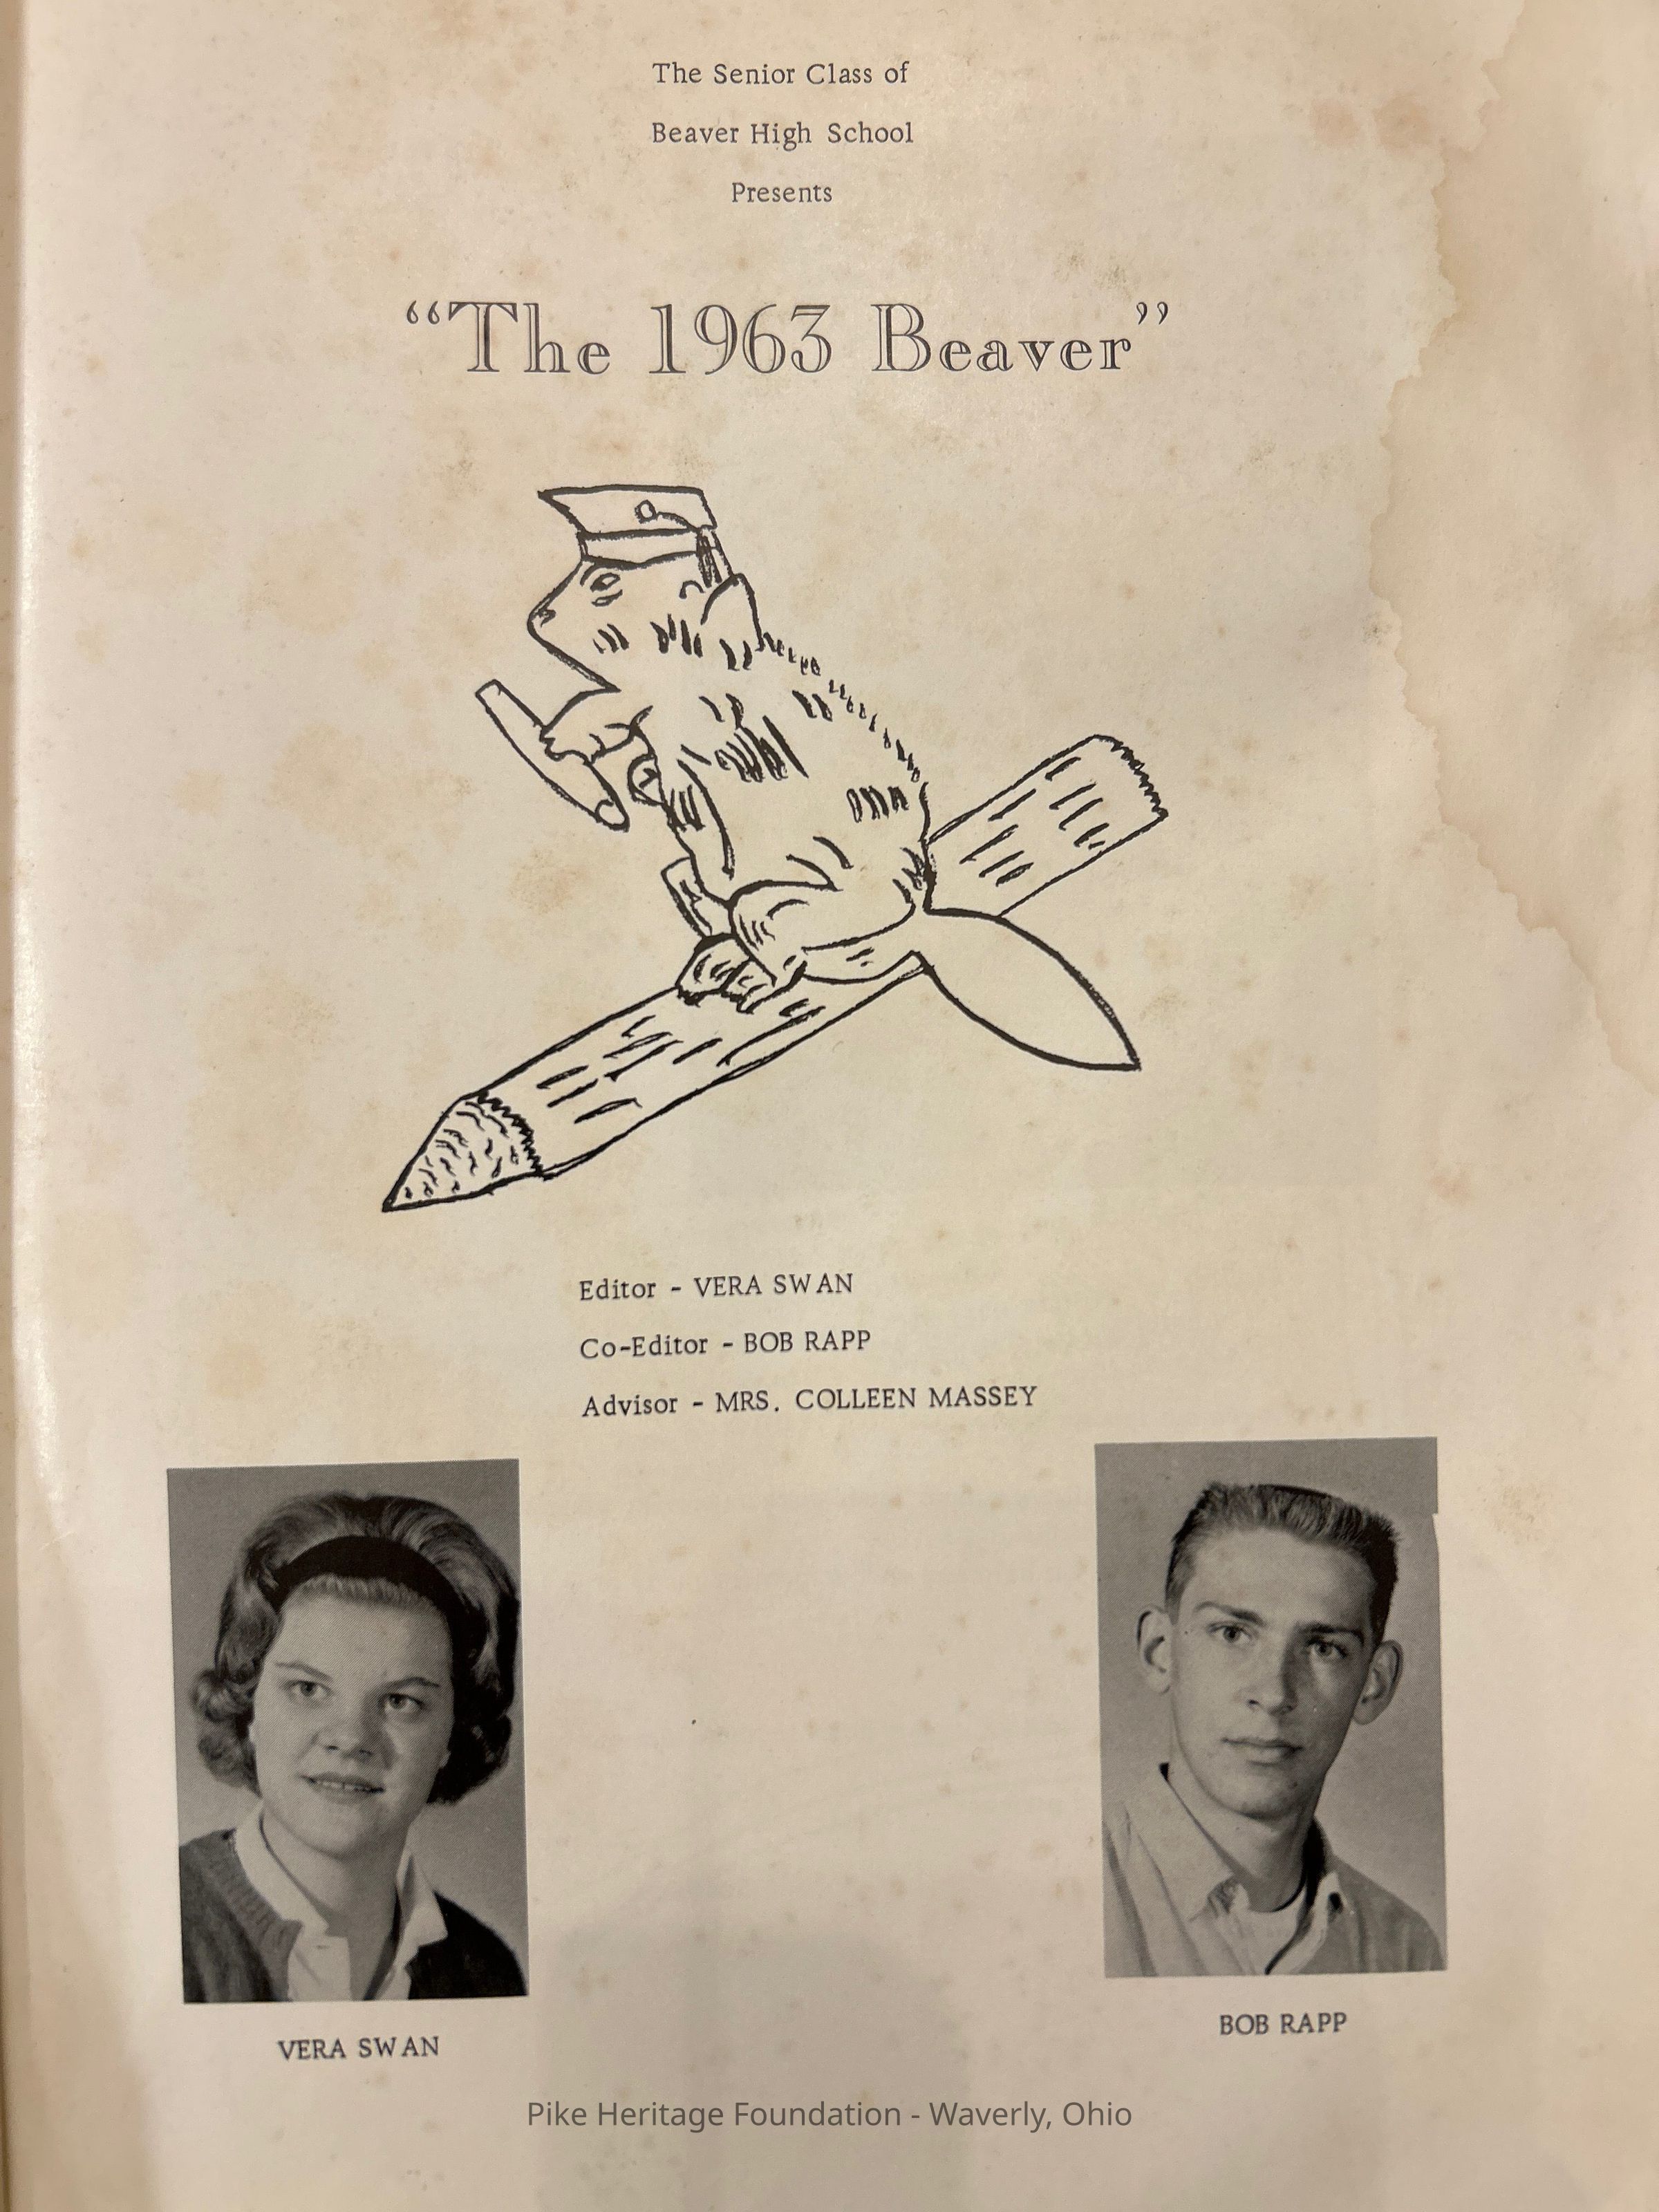 The Senior Class of
Beaver High School
Presents
“The 1963 Beaver”
Editor - VERA SWAN
Co-Editor - BOB RAPP
Advisor - MRS. COLLEEN MASSEY
VERA SWAN
BOB RAPP
Pike Heritage Foundation - Waverly, Ohio